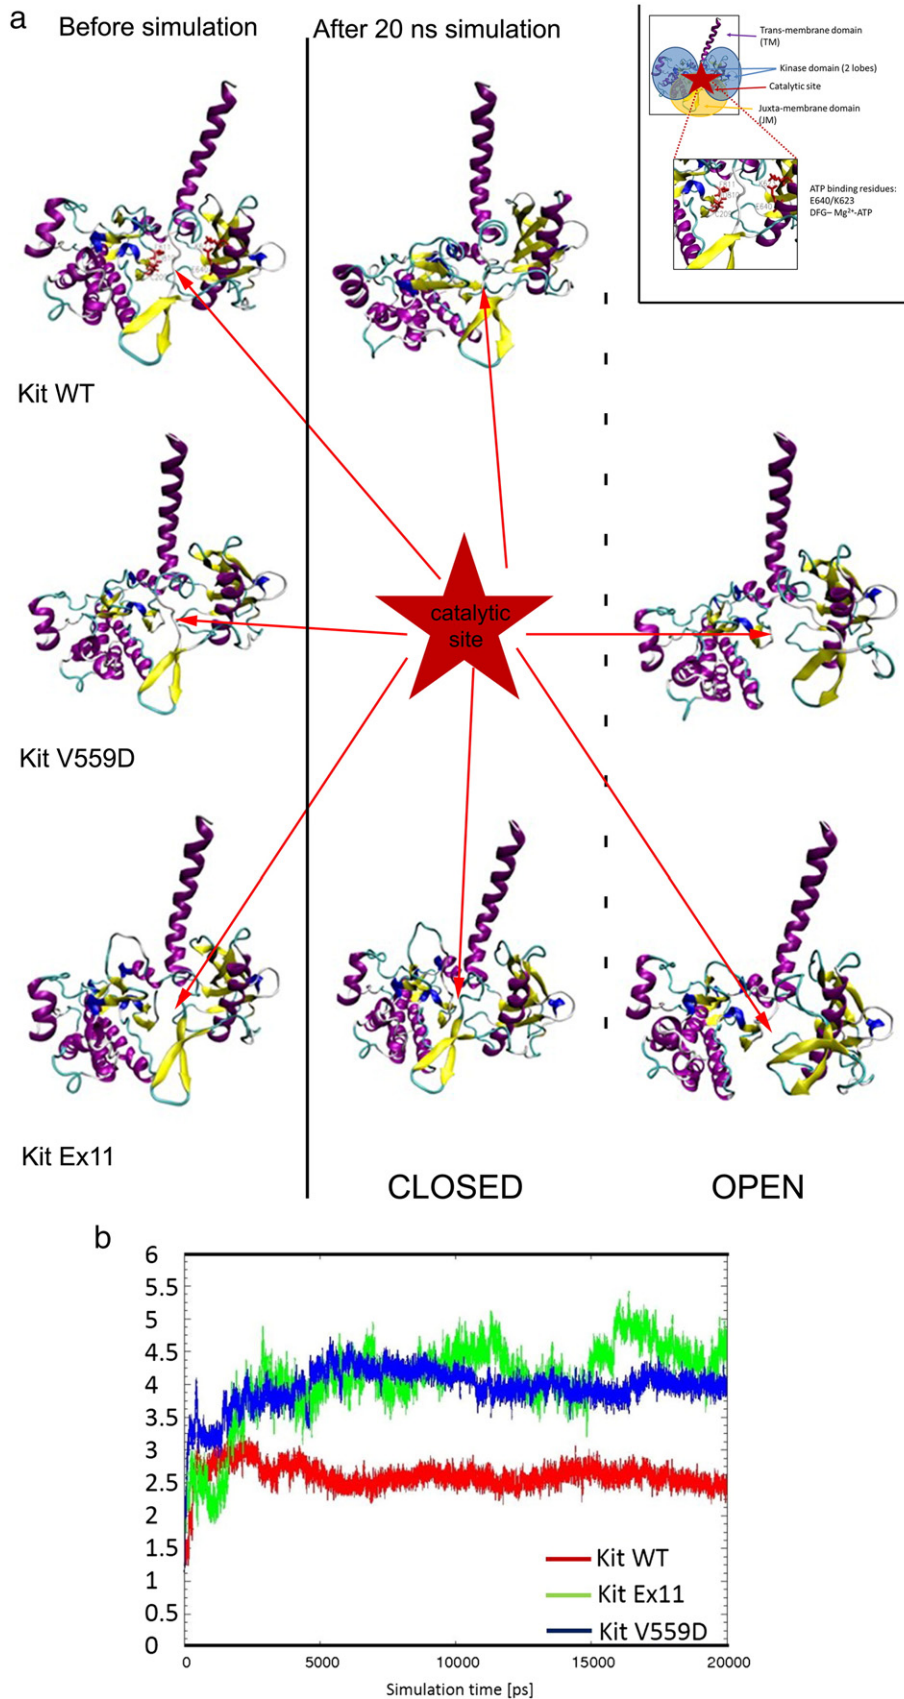 a
Before simulation
After 20 ns simulation
Trans-membrane domain
(TM)
Kinase domain (2 lobes)
Catalytic site
Juxta-membrane domain
(JM)
ATP binding residues:
E640/K623
DFG– Mg²⁺-ATP
E640
Kit WT
catalytic
site
Kit V559D
Kit Ex11
CLOSED
OPEN
b
6
5.5
5
4.5
4
3.5
3
2.5
2
1.5
1
0.5
0
Kit WT
Kit Ex11
Kit V559D
0
5000
10000
15000
20000
Simulation time [ps]